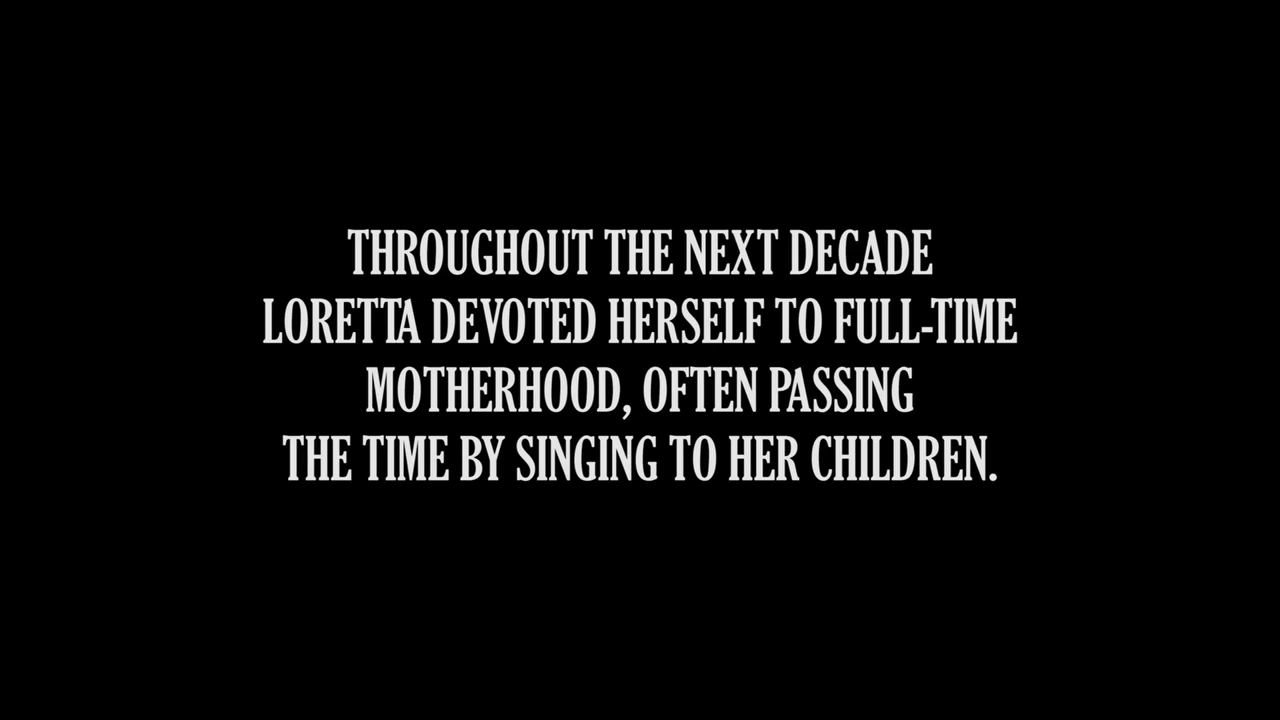 THROUGHOUT THE NEXT DECADE
LORETTA DEVOTED HERSELF TO FULL-TIME
MOTHERHOOD, OFTEN PASSING
THE TIME BY SINGING TO HER CHILDREN.